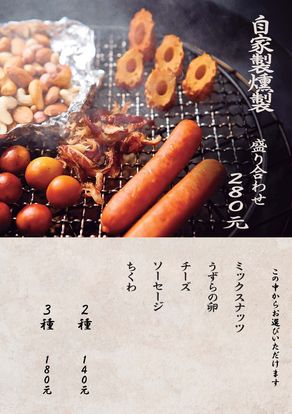 自家製燻製
盛り合わせ
280元
この中からお選びいただけます
ミックスナッツ
うずらの卵
チーズ
ソーセージ
ちくわ
2種 140元
3種 180元